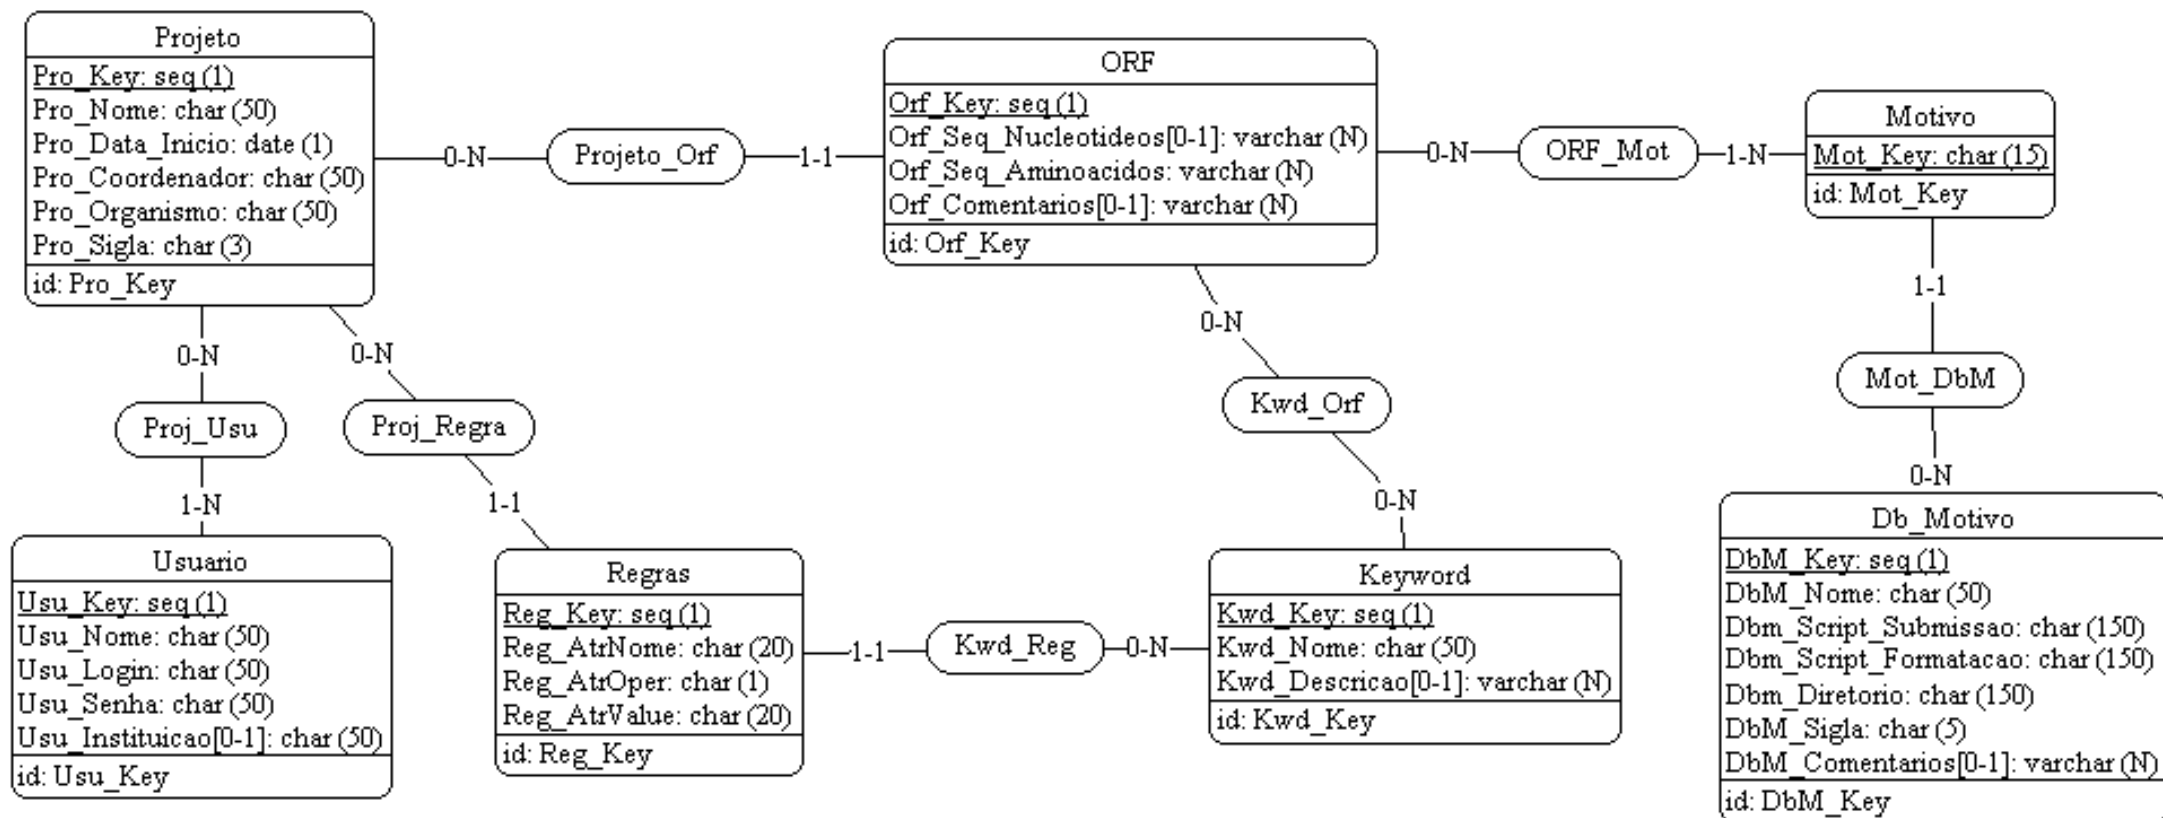 Projeto
Pro_Key: seq (1)
Pro_Nome: char (50)
Pro_Data_Inicio: date (1)
Pro_Coordenador: char (50)
Pro_Organismo: char (50)
Pro_Sigla: char (3)
id: Pro_Key
0-N
Projeto_Orf
1-1
ORF
Orf_Key: seq (1)
Orf_Seq_Nucleotideos[0-1]: varchar (N)
Orf_Seq_Aminoacidos: varchar (N)
Orf_Comentarios[0-1]: varchar (N)
id: Orf_Key
0-N
ORF_Mot
1-N
Motivo
Mot_Key: char (15)
id: Mot_Key
1-1
Mot_DbM
0-N
0-N
Proj_Usu
1-N
0-N
Proj_Regra
1-1
0-N
Kwd_Orf
0-N
Usuario
Usu_Key: seq (1)
Usu_Nome: char (50)
Usu_Login: char (50)
Usu_Senha: char (50)
Usu_Instituicao[0-1]: char (50)
id: Usu_Key
Regras
Reg_Key: seq (1)
Reg_AtrNome: char (20)
Reg_AtrOper: char (1)
Reg_AtrValue: char (20)
id: Reg_Key
1-1
Kwd_Reg
0-N
Keyword
Kwd_Key: seq (1)
Kwd_Nome: char (50)
Kwd_Descricao[0-1]: varchar (N)
id: Kwd_Key
Db_Motivo
DbM_Key: seq (1)
DbM_Nome: char (50)
Dbm_Script_Submissao: char (150)
Dbm_Script_Formatacao: char (150)
Dbm_Diretorio: char (150)
DbM_Sigla: char (5)
DbM_Comentarios[0-1]: varchar (N)
id: DbM_Key